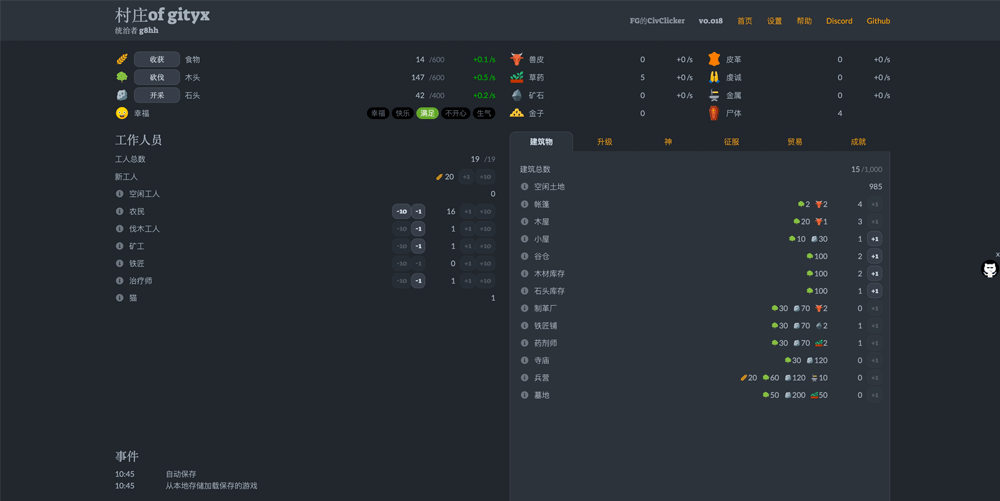 村庄of gityx
统治者 g8hh
FG的CivClicker v0.018 首页 设置 帮助 Discord Github
收获 食物 14 /600 +0.1 /s
砍伐 木头 147 /600 +0.5 /s
开采 石头 42 /400 +0.2 /s
幸福 幸福 快乐 满足 不开心 生气
兽皮 0 +0 /s 皮革 0 +0 /s
草药 5 +0 /s 虔诚 0 +0 /s
矿石 0 +0 /s 金属 0 +0 /s
金子 0 尸体 4
工作人员
工人总数 19 /19
新工人 20 +1 +10
空闲工人 0
农民 -10 -1 16 +1 +10
伐木工人 -10 -1 1 +1 +10
矿工 -10 -1 1 +1 +10
铁匠 -10 -1 0 +1 +10
治疗师 -10 -1 1 +1 +10
猫 1
建筑物 升级 神 征服 贸易 成就
建筑总数 15 /1,000
空闲土地 985
帐篷 2 2 4 +1
木屋 20 1 3 +1
小屋 10 30 1 +1
谷仓 100 2 +1
木材库存 100 2 +1
石头库存 100 1 +1
制革厂 30 70 2 0 +1
铁匠铺 30 70 2 1 +1
药剂师 30 70 2 1 +1
寺庙 30 120 0 +1
兵营 20 60 120 10 0 +1
墓地 50 200 50 0 +1
x
事件
10:45 自动保存
10:45 从本地存储加载保存的游戏